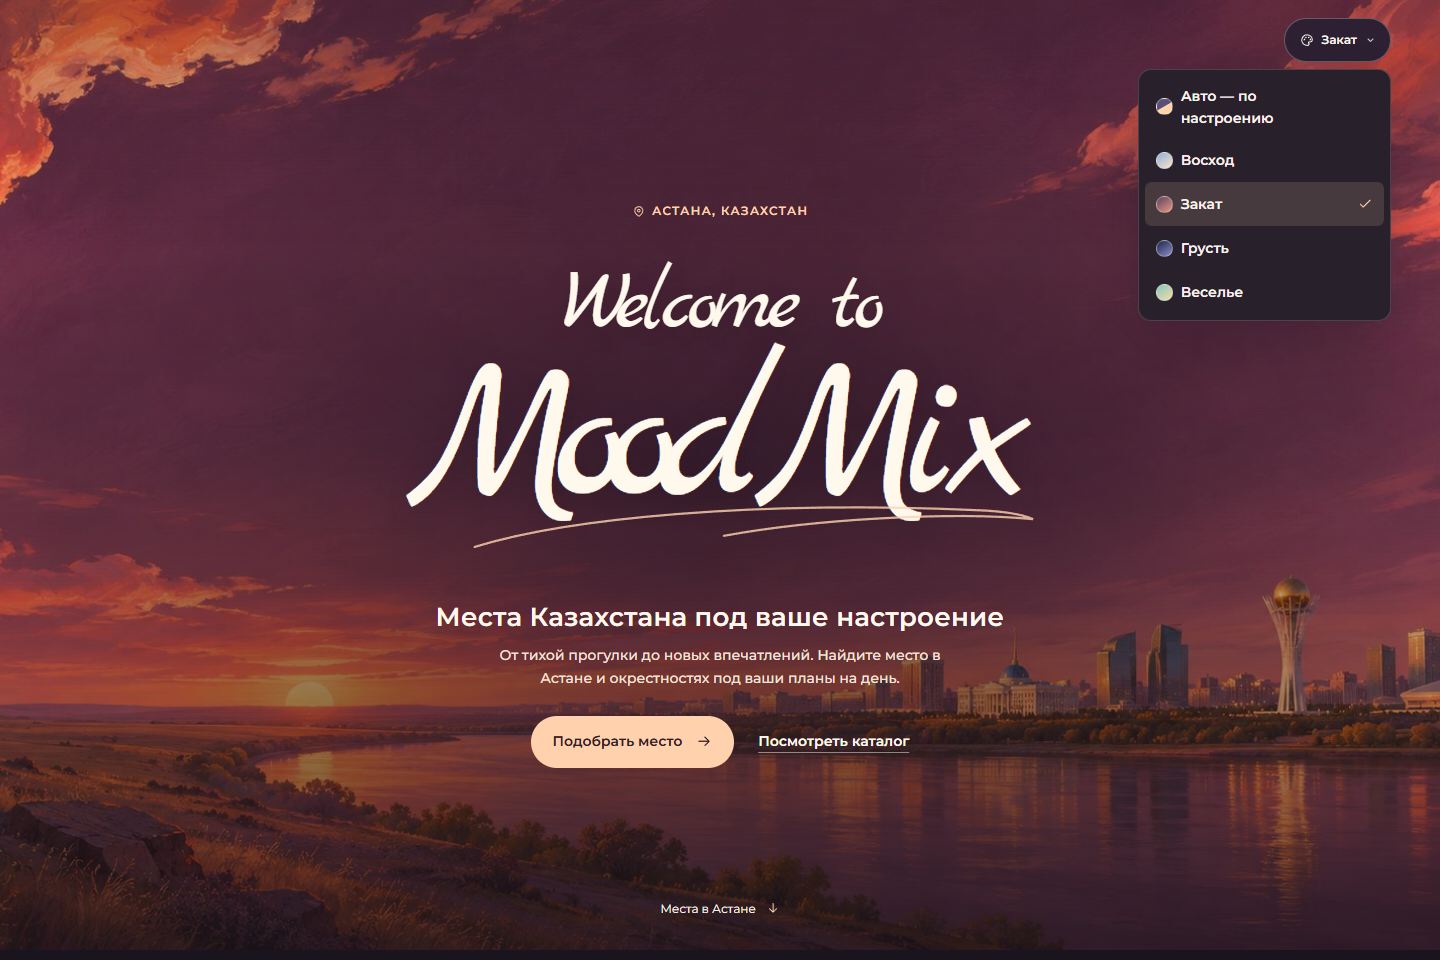 Закат
Авто — по
настроению
Восход
Закат
Грусть
Веселье
АСТАНА, КАЗАХСТАН
Welcome to
Mood Mix
Места Казахстана под ваше настроение
От тихой прогулки до новых впечатлений. Найдите место в
Астане и окрестностях под ваши планы на день.
Подобрать место
Посмотреть каталог
Места в Астане